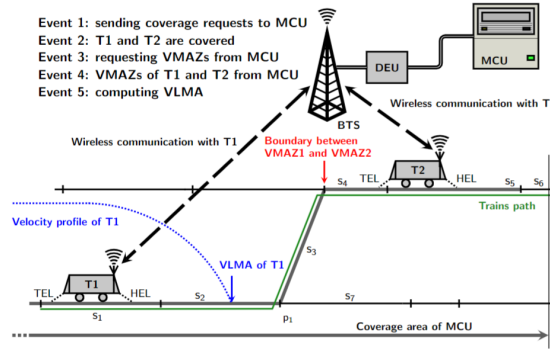 Event 1: sending coverage requests to MCU
Event 2: T1 and T2 are covered
Event 3: requesting VMAZs from MCU
Event 4: VMAZs of T1 and T2 from MCU
Event 5: computing VLMA
DEU
MCU
BTS
Wireless communication with T
Wireless communication with T1
Boundary between
VMAZ1 and VMAZ2
T2
TEL
HEL
s4
s5
s6
Trains path
Velocity profile of T1
s3
VLMA of T1
T1
TEL
HEL
s2
s7
s1
p1
Coverage area of MCU